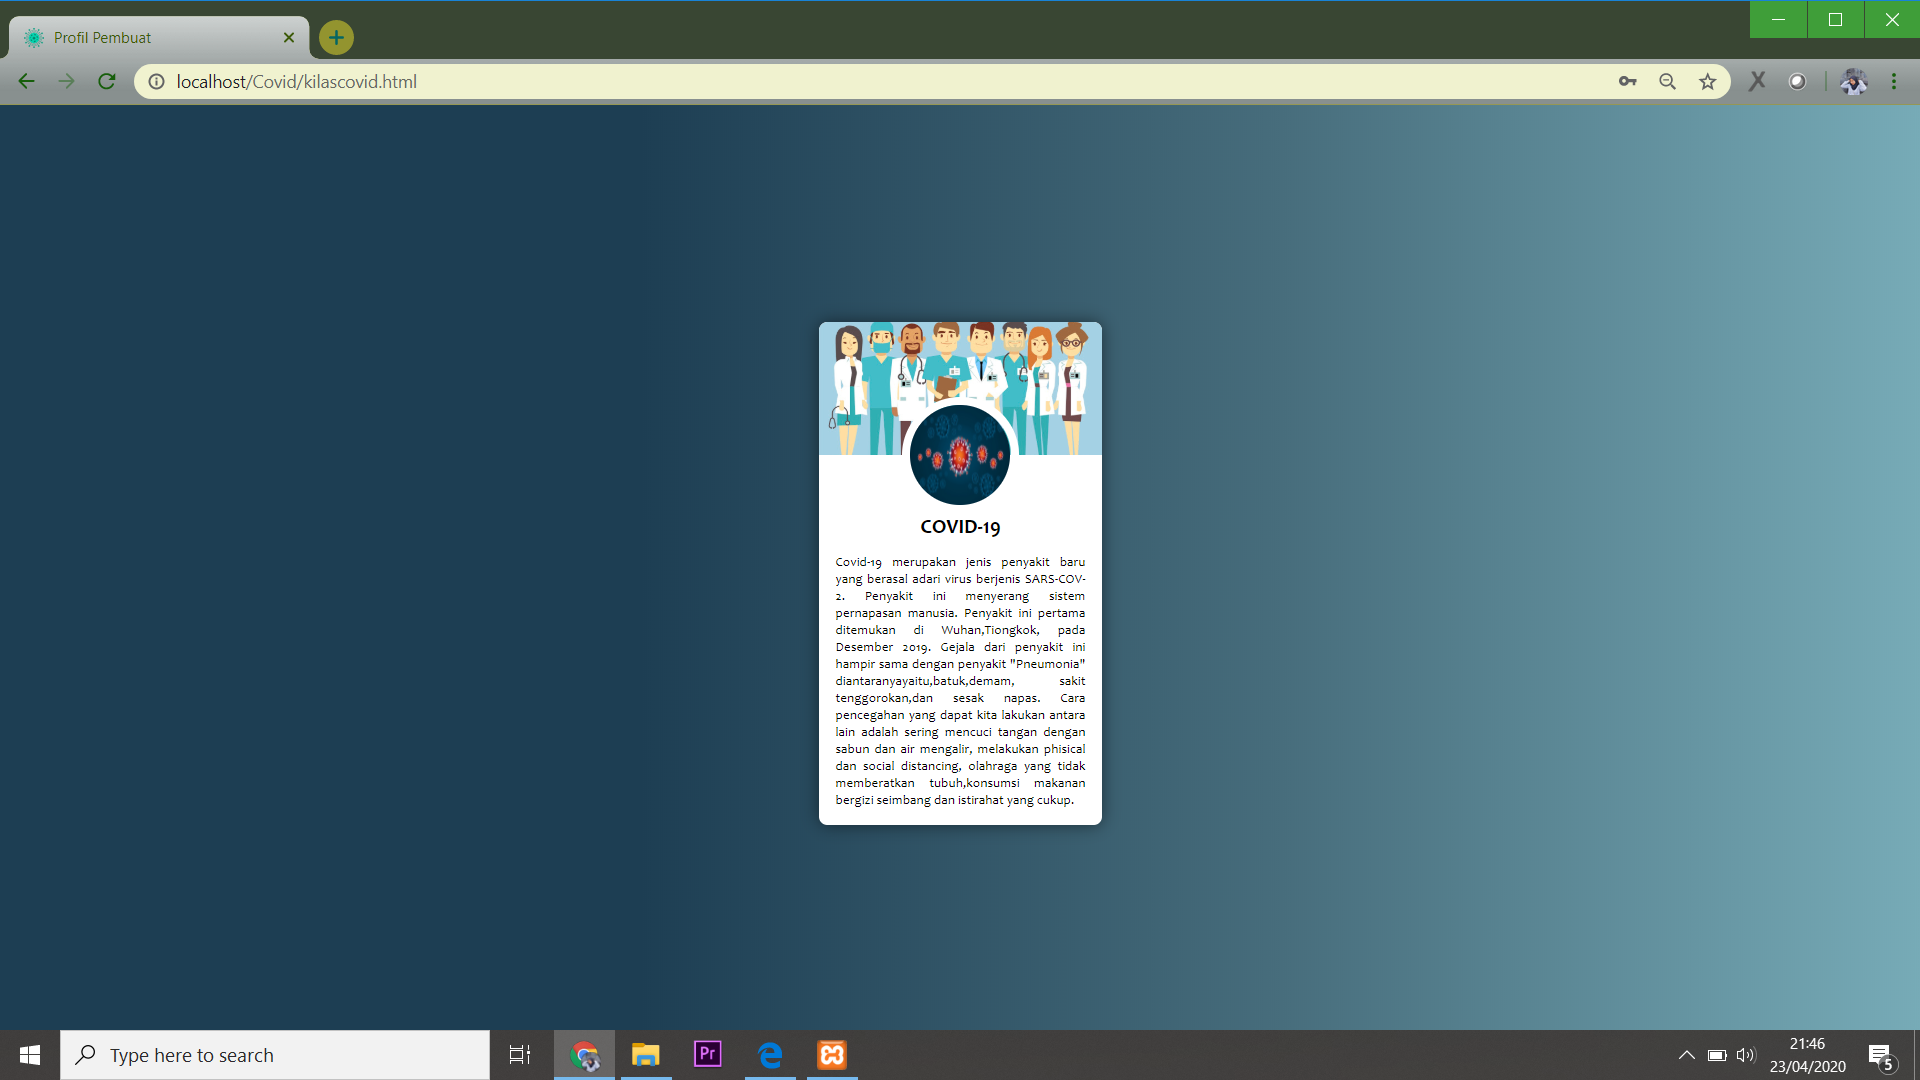 Profil Pembuat
localhost/Covid/kilascovid.html
COVID-19
Covid-19 merupakan jenis penyakit baru
yang berasal adari virus berjenis SARS-COV-
2. Penyakit ini menyerang sistem
pernapasan manusia. Penyakit ini pertama
ditemukan di Wuhan,Tiongkok, pada
Desember 2019. Gejala dari penyakit ini
hampir sama dengan penyakit "Pneumonia"
diantaranyayaitu,batuk,demam, sakit
tenggorokan,dan sesak napas. Cara
pencegahan yang dapat kita lakukan antara
lain adalah sering mencuci tangan dengan
sabun dan air mengalir, melakukan phisical
dan social distancing, olahraga yang tidak
memberatkan tubuh,konsumsi makanan
bergizi seimbang dan istirahat yang cukup.
Type here to search
Pr
21:46
23/04/2020
5